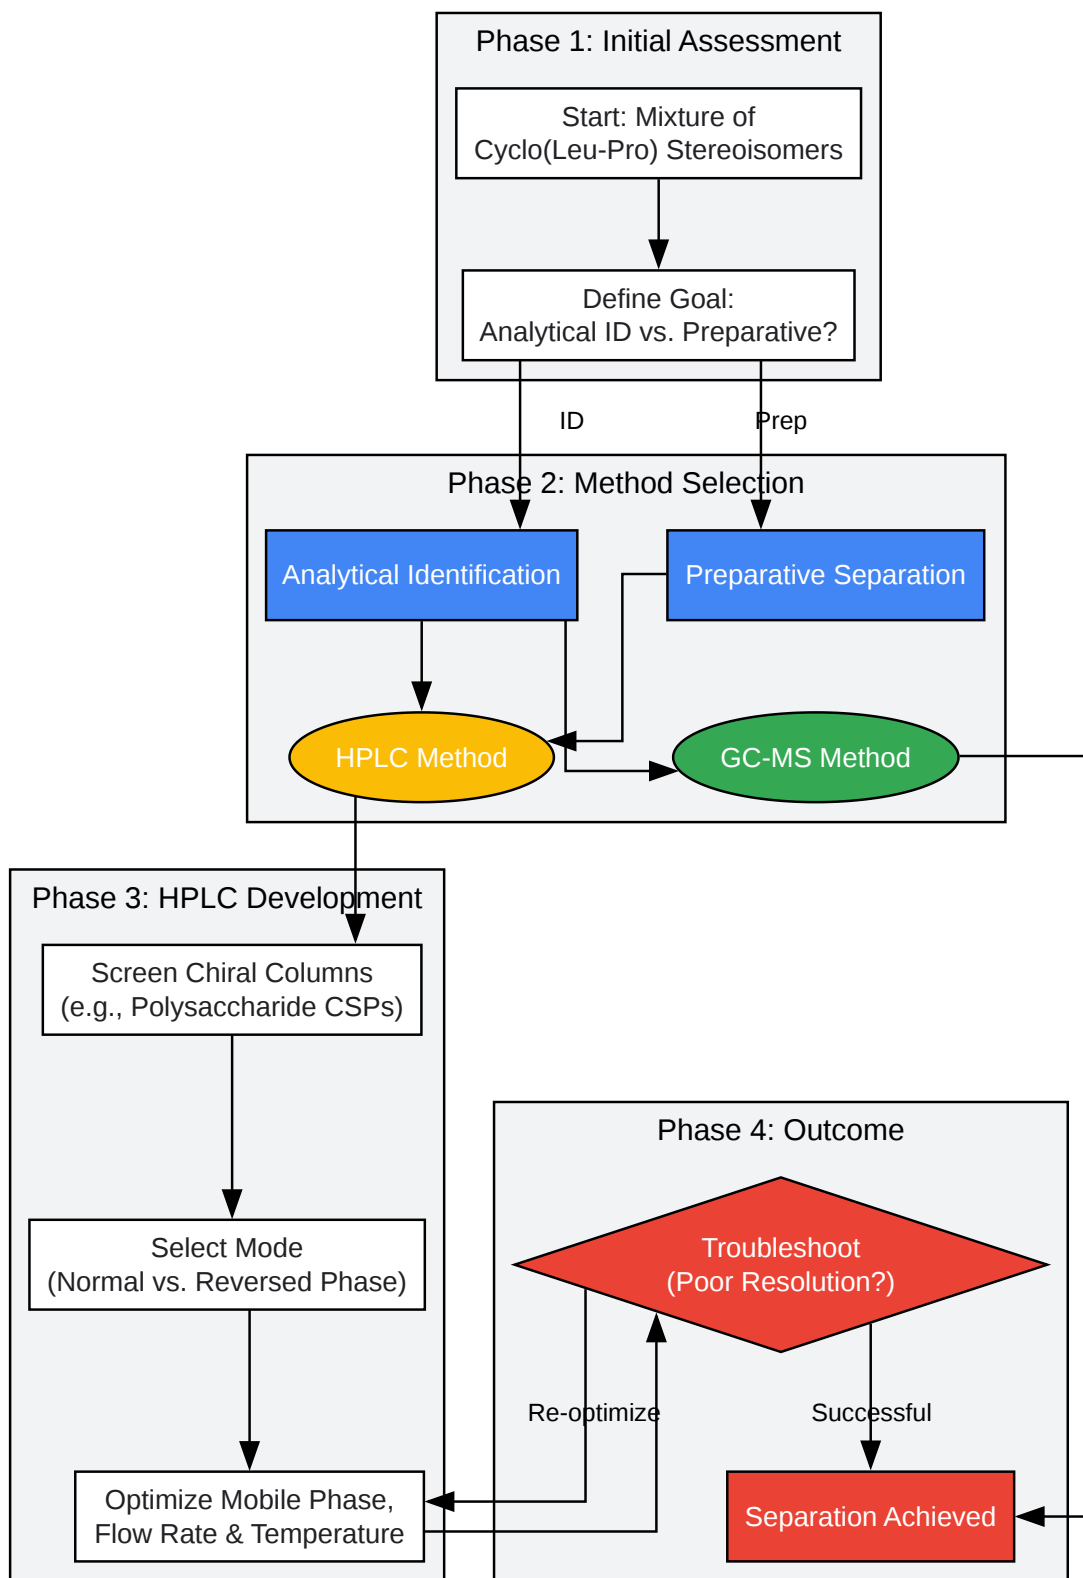 Phase 1: Initial Assessment
Start: Mixture of
Cyclo(Leu-Pro) Stereoisomers
Define Goal:
Analytical ID vs. Preparative?
ID
Prep
Phase 2: Method Selection
Analytical Identification
Preparative Separation
HPLC Method
GC-MS Method
Phase 3: HPLC Development
Screen Chiral Columns
(e.g., Polysaccharide CSPs)
Select Mode
(Normal vs. Reversed Phase)
Optimize Mobile Phase,
Flow Rate & Temperature
Phase 4: Outcome
Troubleshoot
(Poor Resolution?)
Re-optimize
Successful
Separation Achieved